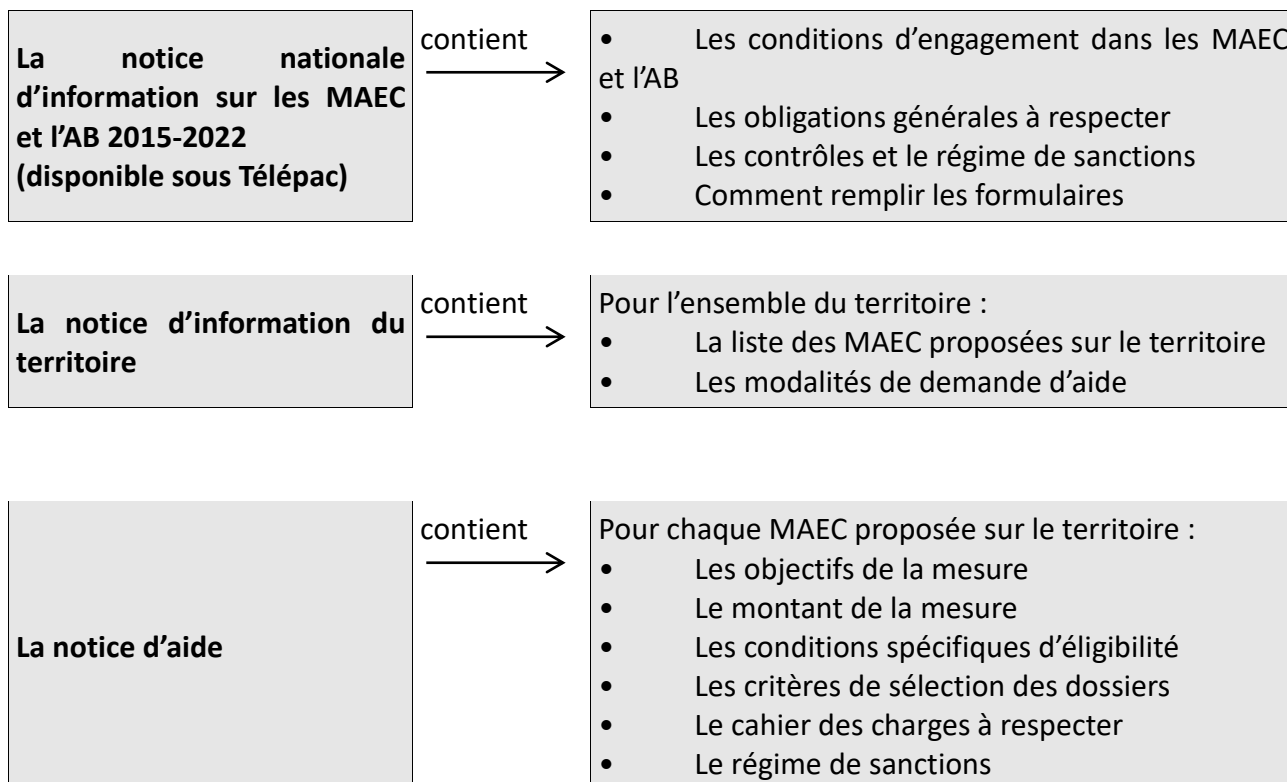 La notice nationale
d’information sur les MAEC
et l’AB 2015-2022
(disponible sous Télépac)
contient
• Les conditions d’engagement dans les MAEC
et l’AB
• Les obligations générales à respecter
• Les contrôles et le régime de sanctions
• Comment remplir les formulaires
La notice d’information du
territoire
contient
Pour l’ensemble du territoire :
• La liste des MAEC proposées sur le territoire
• Les modalités de demande d’aide
La notice d’aide
contient
Pour chaque MAEC proposée sur le territoire :
• Les objectifs de la mesure
• Le montant de la mesure
• Les conditions spécifiques d’éligibilité
• Les critères de sélection des dossiers
• Le cahier des charges à respecter
• Le régime de sanctions